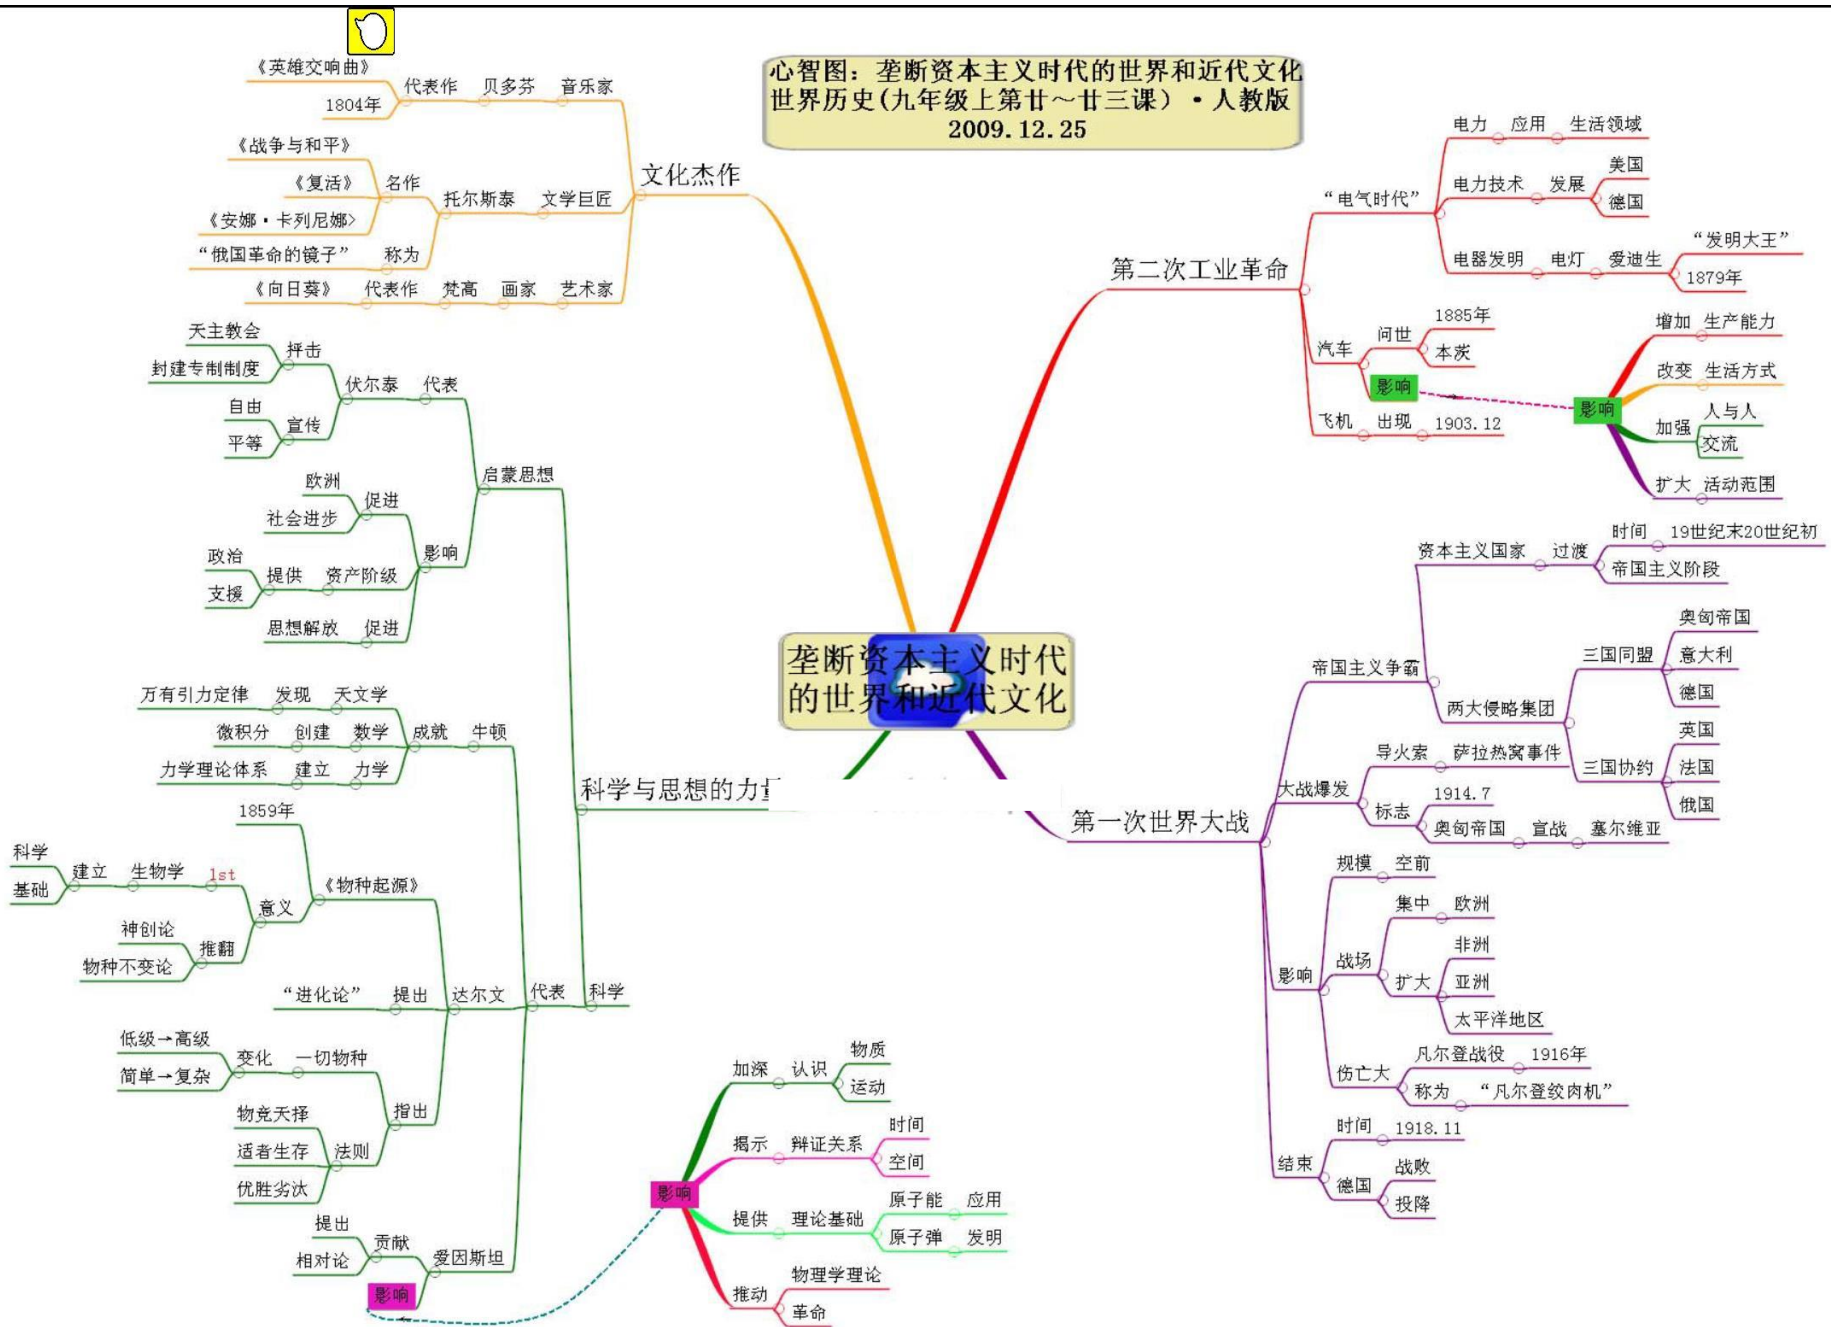 心智图：垄断资本主义时代的世界和近代文化
世界历史(九年级上第廿～廿三课）·人教版
2009.12.25
垄断资本主义时代
的世界和近代文化
文化杰作
音乐家
贝多芬
代表作
《英雄交响曲》
1804年
文学巨匠
托尔斯泰
名作
《战争与和平》
《复活》
《安娜·卡列尼娜>
称为
“俄国革命的镜子”
艺术家
画家
梵高
代表作
《向日葵》
第二次工业革命
“电气时代”
电力
应用
生活领域
电力技术
发展
美国
德国
电器发明
电灯
爱迪生
“发明大王”
1879年
汽车
问世
1885年
本茨
影响
影响
增加
生产能力
改变
生活方式
加强
人与人
交流
扩大
活动范围
飞机
出现
1903.12
科学与思想的力
启蒙思想
代表
伏尔泰
抨击
天主教会
封建专制制度
宣传
自由
平等
影响
促进
欧洲
社会进步
资产阶级
提供
政治
支援
促进
思想解放
科学
代表
牛顿
成就
天文学
发现
万有引力定律
数学
创建
微积分
力学
建立
力学理论体系
达尔文
《物种起源》
1859年
意义
1st
生物学
建立
科学
基础
推翻
神创论
物种不变论
提出
“进化论”
指出
一切物种
变化
低级→高级
简单→复杂
法则
物竞天择
适者生存
优胜劣汰
爱因斯坦
贡献
提出
相对论
影响
影响
加深
认识
物质
运动
揭示
辩证关系
时间
空间
提供
理论基础
原子能
应用
原子弹
发明
推动
物理学理论
革命
第一次世界大战
帝国主义争霸
资本主义国家
过渡
时间
19世纪末20世纪初
帝国主义阶段
两大侵略集团
三国同盟
奥匈帝国
意大利
德国
三国协约
英国
法国
俄国
大战爆发
导火索
萨拉热窝事件
标志
1914.7
奥匈帝国
宣战
塞尔维亚
影响
规模
空前
战场
集中
欧洲
扩大
非洲
亚洲
太平洋地区
伤亡大
凡尔登战役
1916年
称为
“凡尔登绞肉机”
结束
时间
1918.11
德国
战败
投降